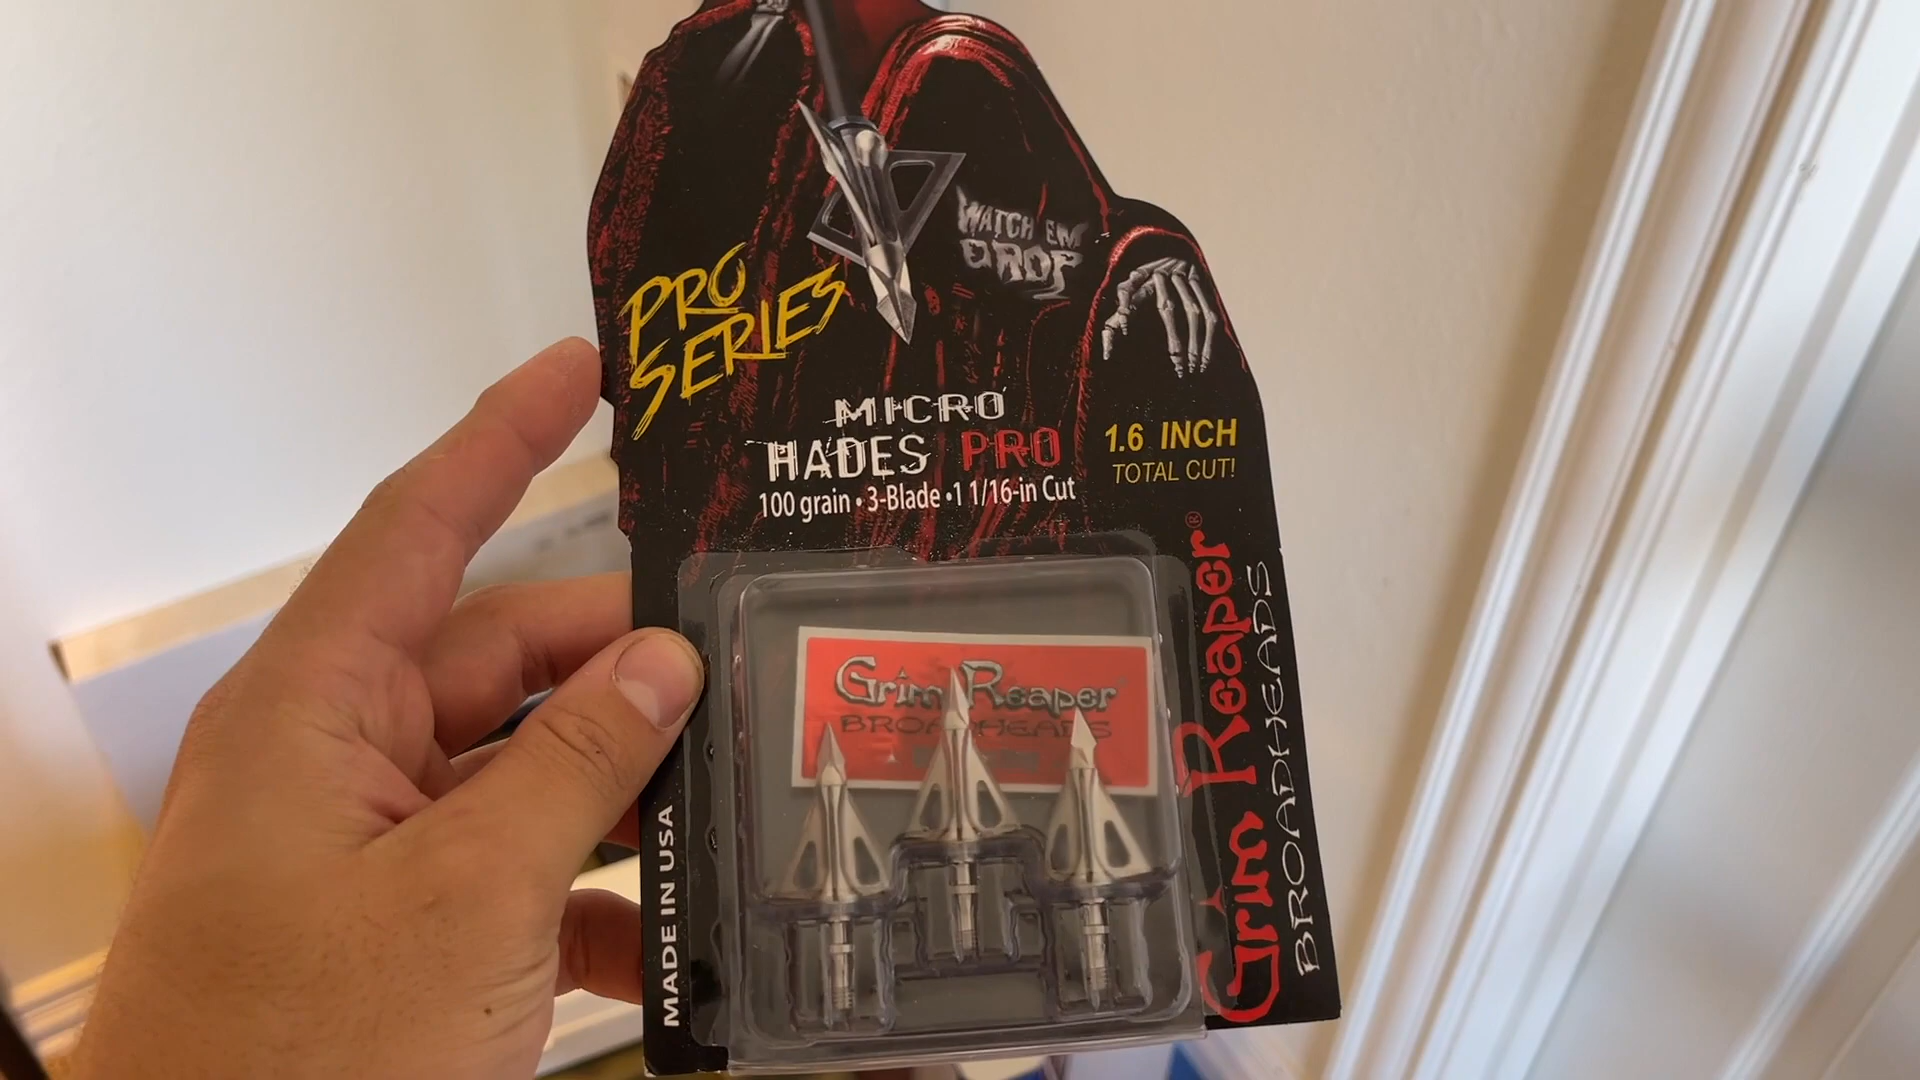 WATCH EM
DROP
PRO
SERIES
MICRO
HADES PRO
100 grain • 3-Blade • 1 1/16-in Cut
1.6 INCH
TOTAL CUT!
Grim Reaper®
BROADHEADS
Grim Reaper
BROADHEADS
MADE IN USA